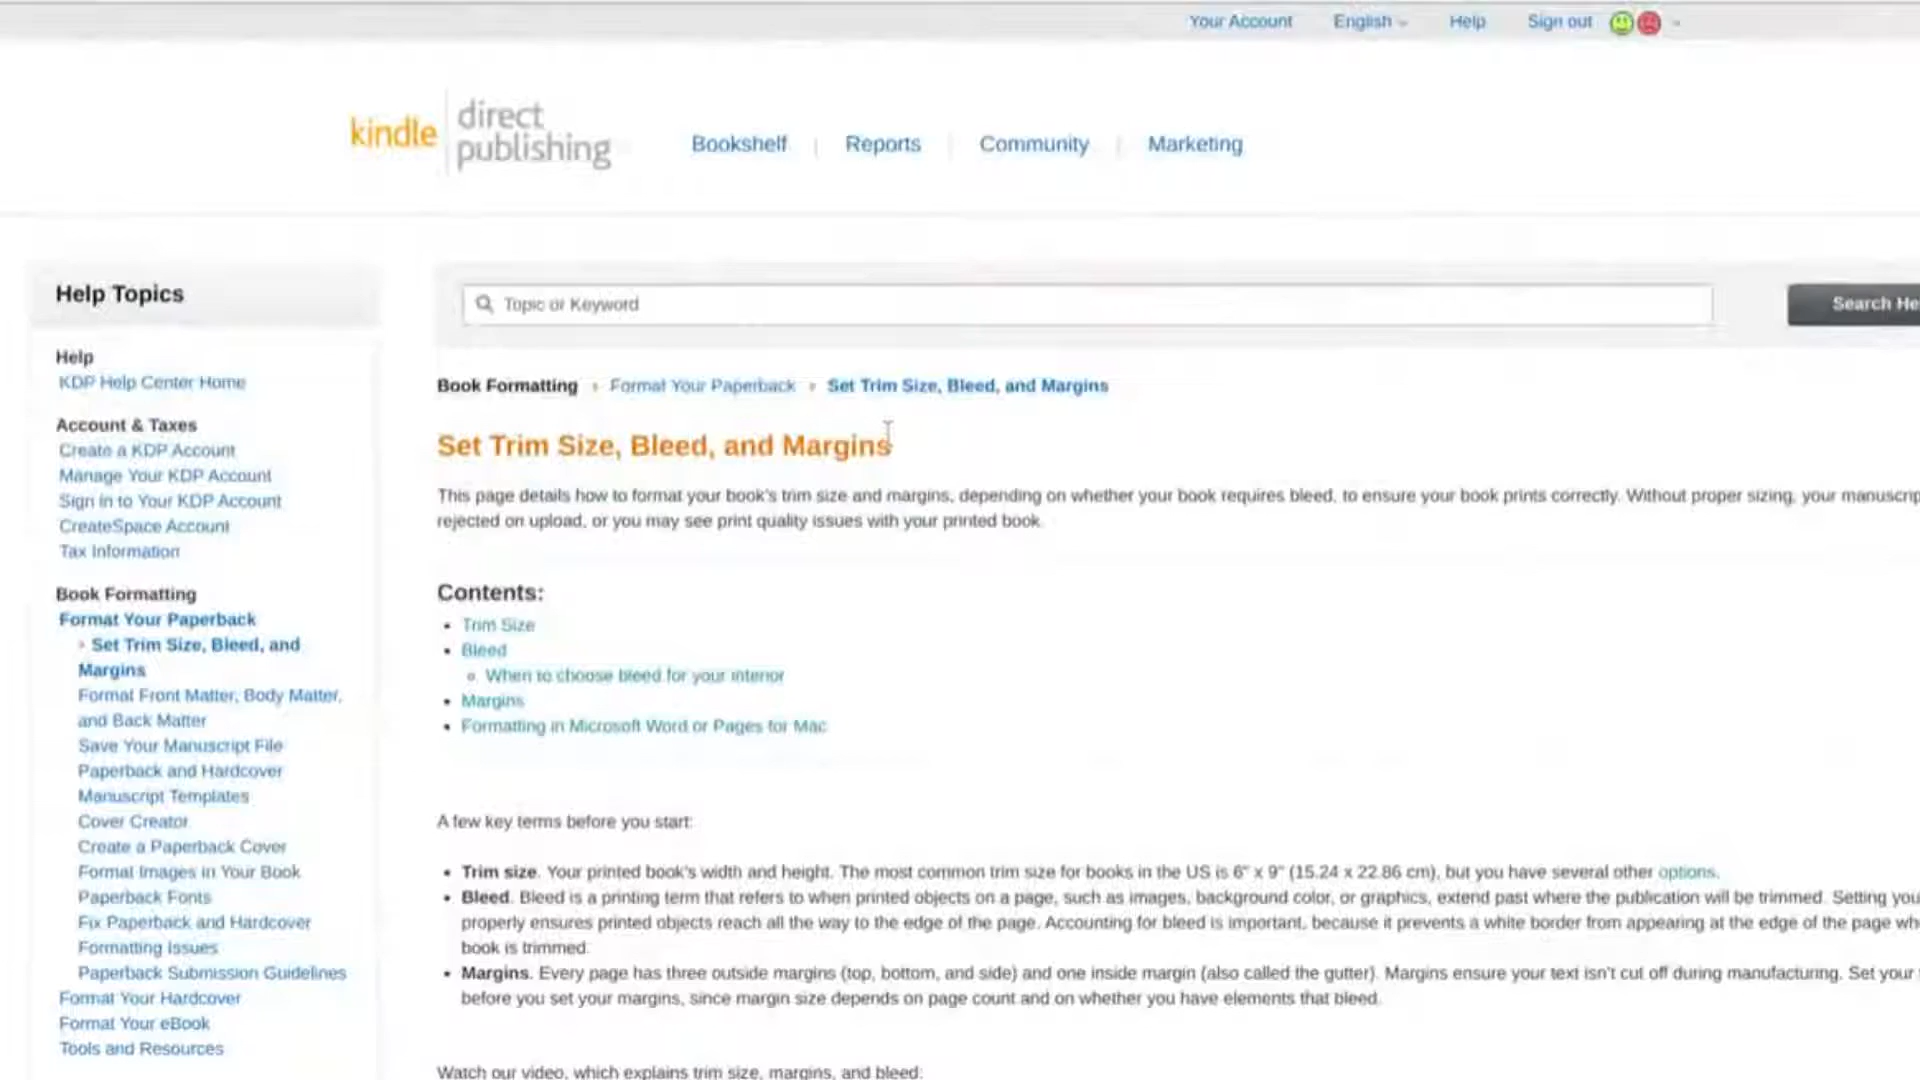 Your Account English Help Sign out
kindle direct publishing
Bookshelf | Reports | Community | Marketing
Help Topics
Help
KDP Help Center Home
Account & Taxes
Create a KDP Account
Manage Your KDP Account
Sign in to Your KDP Account
CreateSpace Account
Tax Information
Book Formatting
Format Your Paperback
› Set Trim Size, Bleed, and
Margins
Format Front Matter, Body Matter,
and Back Matter
Save Your Manuscript File
Paperback and Hardcover
Manuscript Templates
Cover Creator
Create a Paperback Cover
Format Images in Your Book
Paperback Fonts
Fix Paperback and Hardcover
Formatting Issues
Paperback Submission Guidelines
Format Your Hardcover
Format Your eBook
Tools and Resources
Topic or Keyword
Search He
Book Formatting › Format Your Paperback › Set Trim Size, Bleed, and Margins
Set Trim Size, Bleed, and Margins
This page details how to format your book's trim size and margins, depending on whether your book requires bleed, to ensure your book prints correctly. Without proper sizing, your manuscrip
rejected on upload, or you may see print quality issues with your printed book.
Contents:
• Trim Size
• Bleed
o When to choose bleed for your interior
• Margins
• Formatting in Microsoft Word or Pages for Mac
A few key terms before you start:
• Trim size. Your printed book's width and height. The most common trim size for books in the US is 6" x 9" (15.24 x 22.86 cm), but you have several other options.
• Bleed. Bleed is a printing term that refers to when printed objects on a page, such as images, background color, or graphics, extend past where the publication will be trimmed. Setting you
properly ensures printed objects reach all the way to the edge of the page. Accounting for bleed is important, because it prevents a white border from appearing at the edge of the page wh
book is trimmed.
• Margins. Every page has three outside margins (top, bottom, and side) and one inside margin (also called the gutter). Margins ensure your text isn't cut off during manufacturing. Set your
before you set your margins, since margin size depends on page count and on whether you have elements that bleed.
Watch our video, which explains trim size, margins, and bleed: